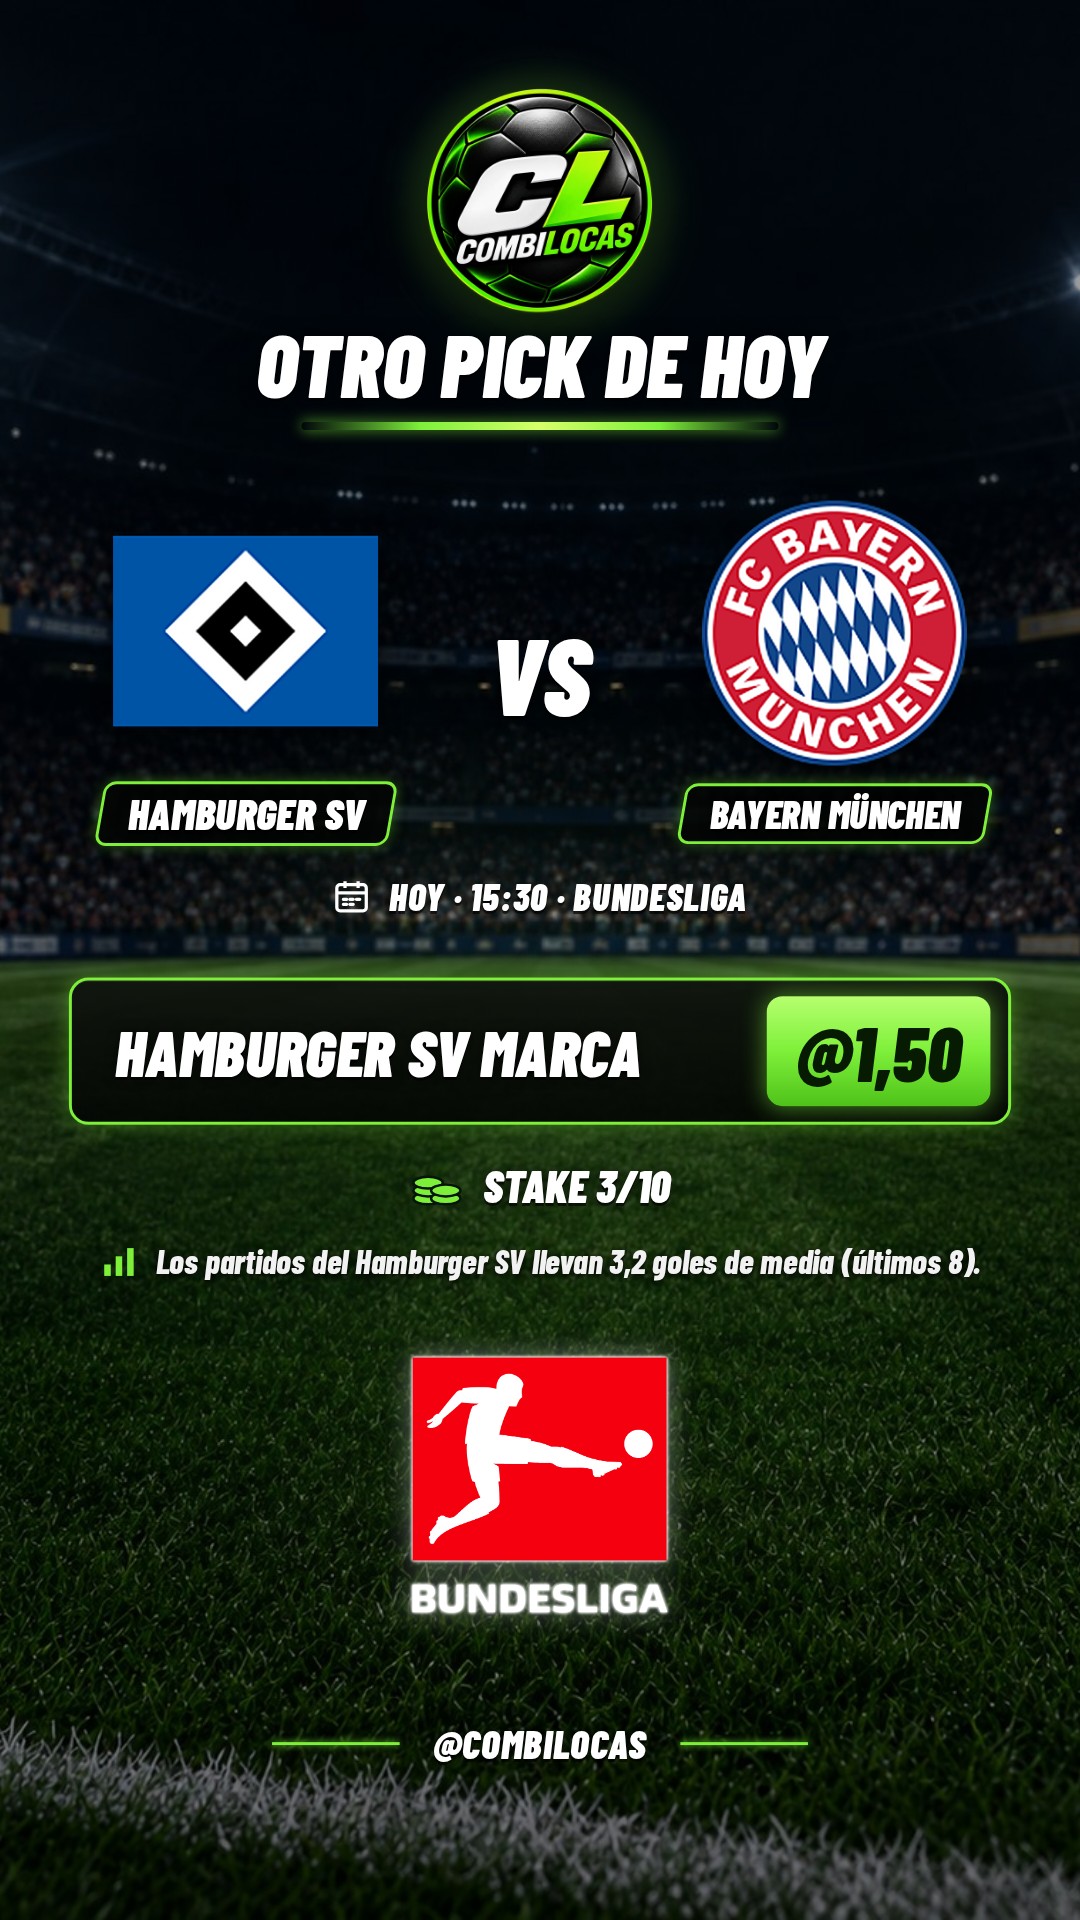 CL
COMBILOCAS
OTRO PICK DE HOY
FC BAYERN
MÜNCHEN
VS
HAMBURGER SV
BAYERN MÜNCHEN
HOY · 15:30 · BUNDESLIGA
HAMBURGER SV MARCA
@1,50
STAKE 3/10
Los partidos del Hamburger SV llevan 3,2 goles de media (últimos 8).
BUNDESLIGA
@COMBILOCAS